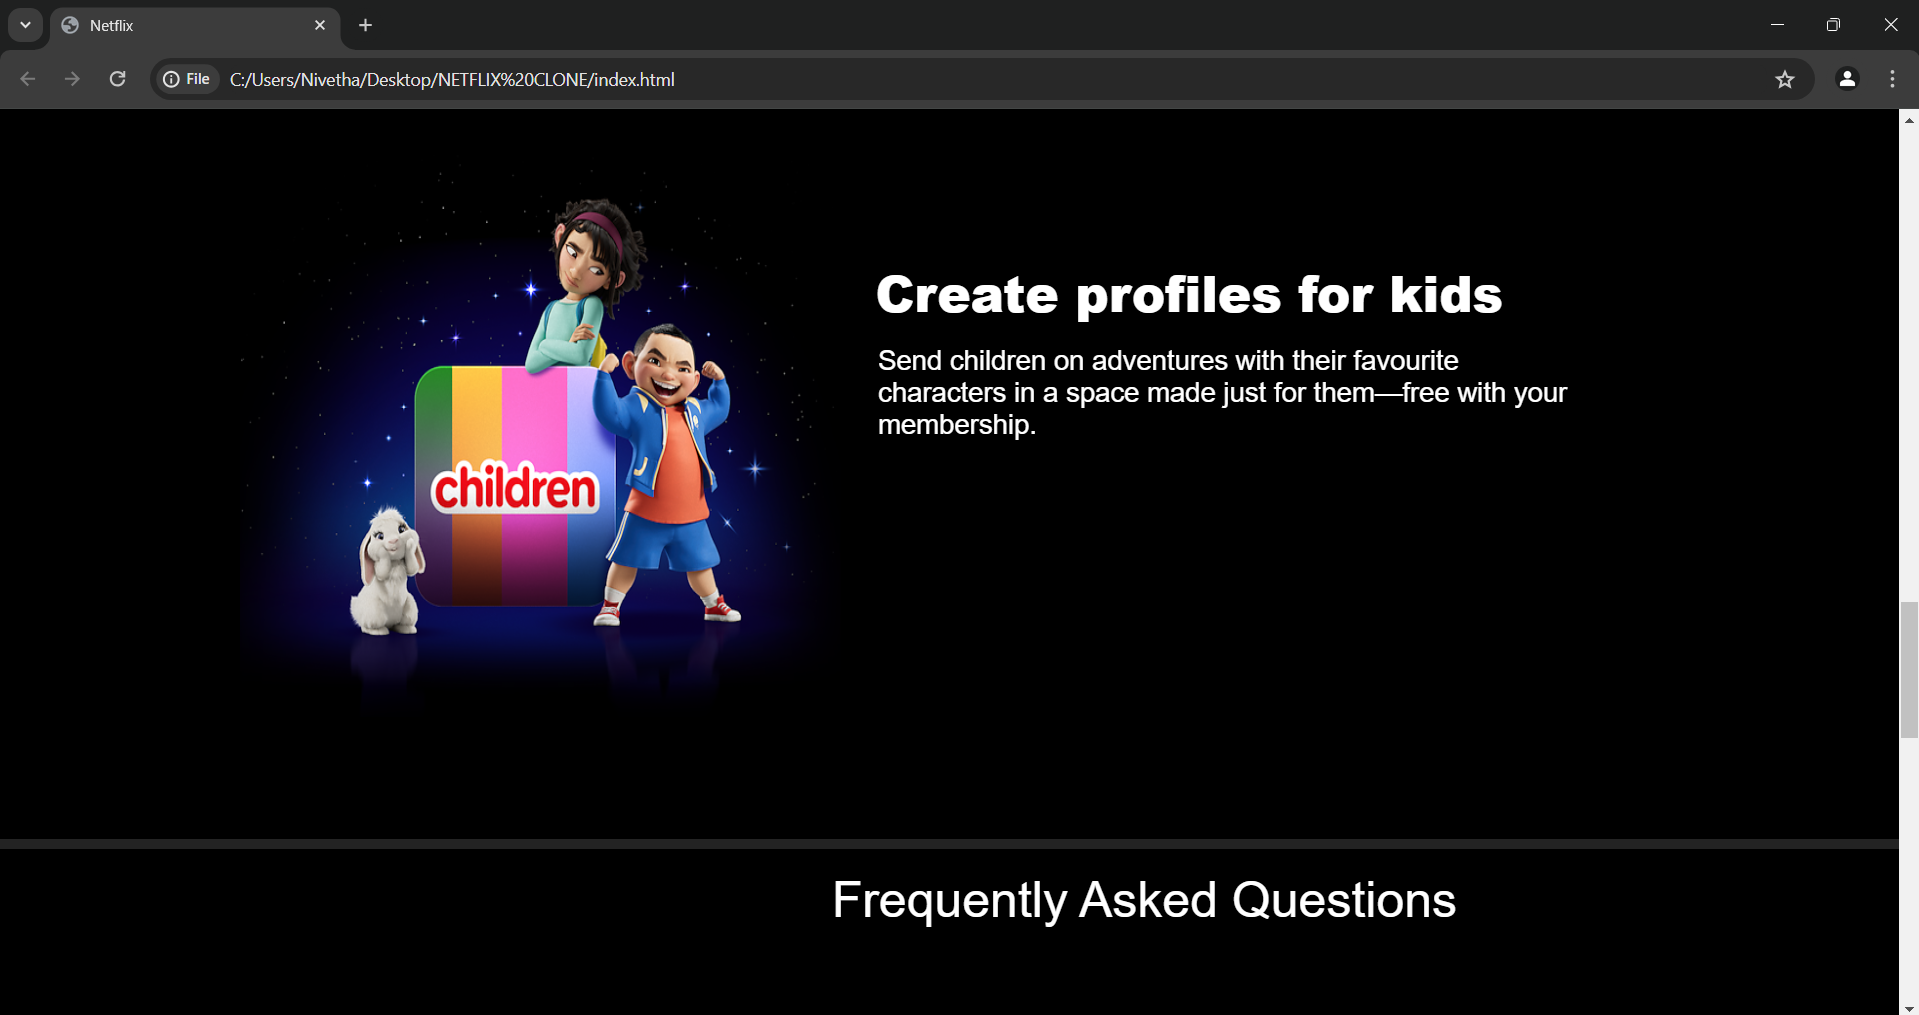 Netflix
File
C:/Users/Nivetha/Desktop/NETFLIX%20CLONE/index.html
Create profiles for kids
Send children on adventures with their favourite
characters in a space made just for them—free with your
membership.
children
Frequently Asked Questions